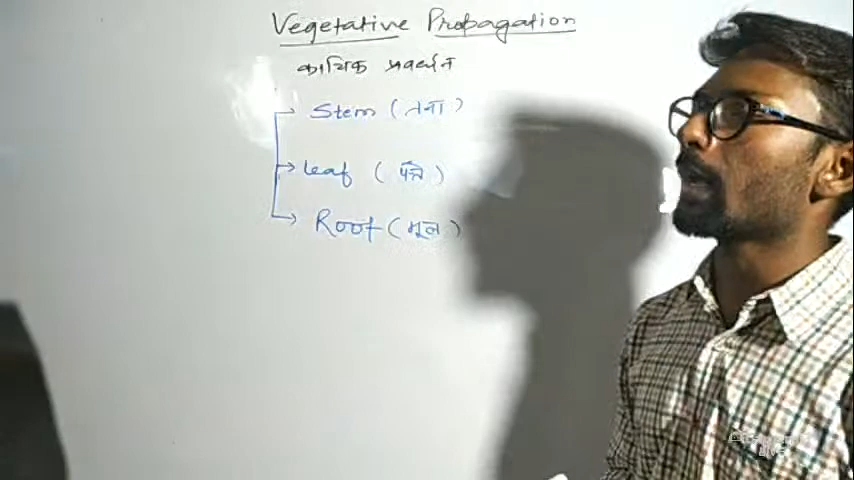 Vegetative Propagation
कायिक प्रवर्धन
Stem (तना)
Leaf (पत्ते)
Root (मूल)